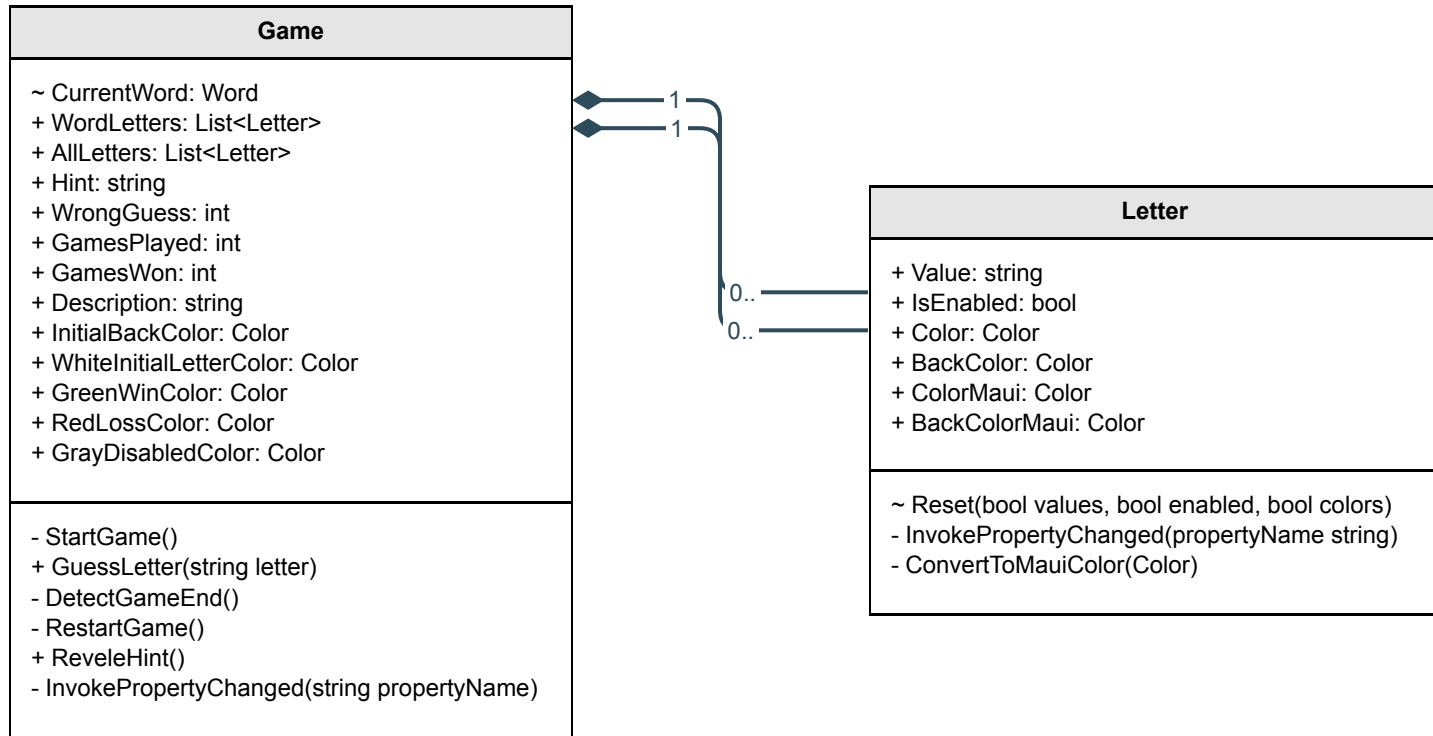 Game
~ CurrentWord: Word
+ WordLetters: List<Letter>
+ AllLetters: List<Letter>
+ Hint: string
+ WrongGuess: int
+ GamesPlayed: int
+ GamesWon: int
+ Description: string
+ InitialBackColor: Color
+ WhiteInitialLetterColor: Color
+ GreenWinColor: Color
+ RedLossColor: Color
+ GrayDisabledColor: Color
- StartGame()
+ GuessLetter(string letter)
- DetectGameEnd()
- RestartGame()
+ ReveleHint()
- InvokePropertyChanged(string propertyName)
1
1
0..
0..
Letter
+ Value: string
+ IsEnabled: bool
+ Color: Color
+ BackColor: Color
+ ColorMaui: Color
+ BackColorMaui: Color
~ Reset(bool values, bool enabled, bool colors)
- InvokePropertyChanged(propertyName string)
- ConvertToMauiColor(Color)